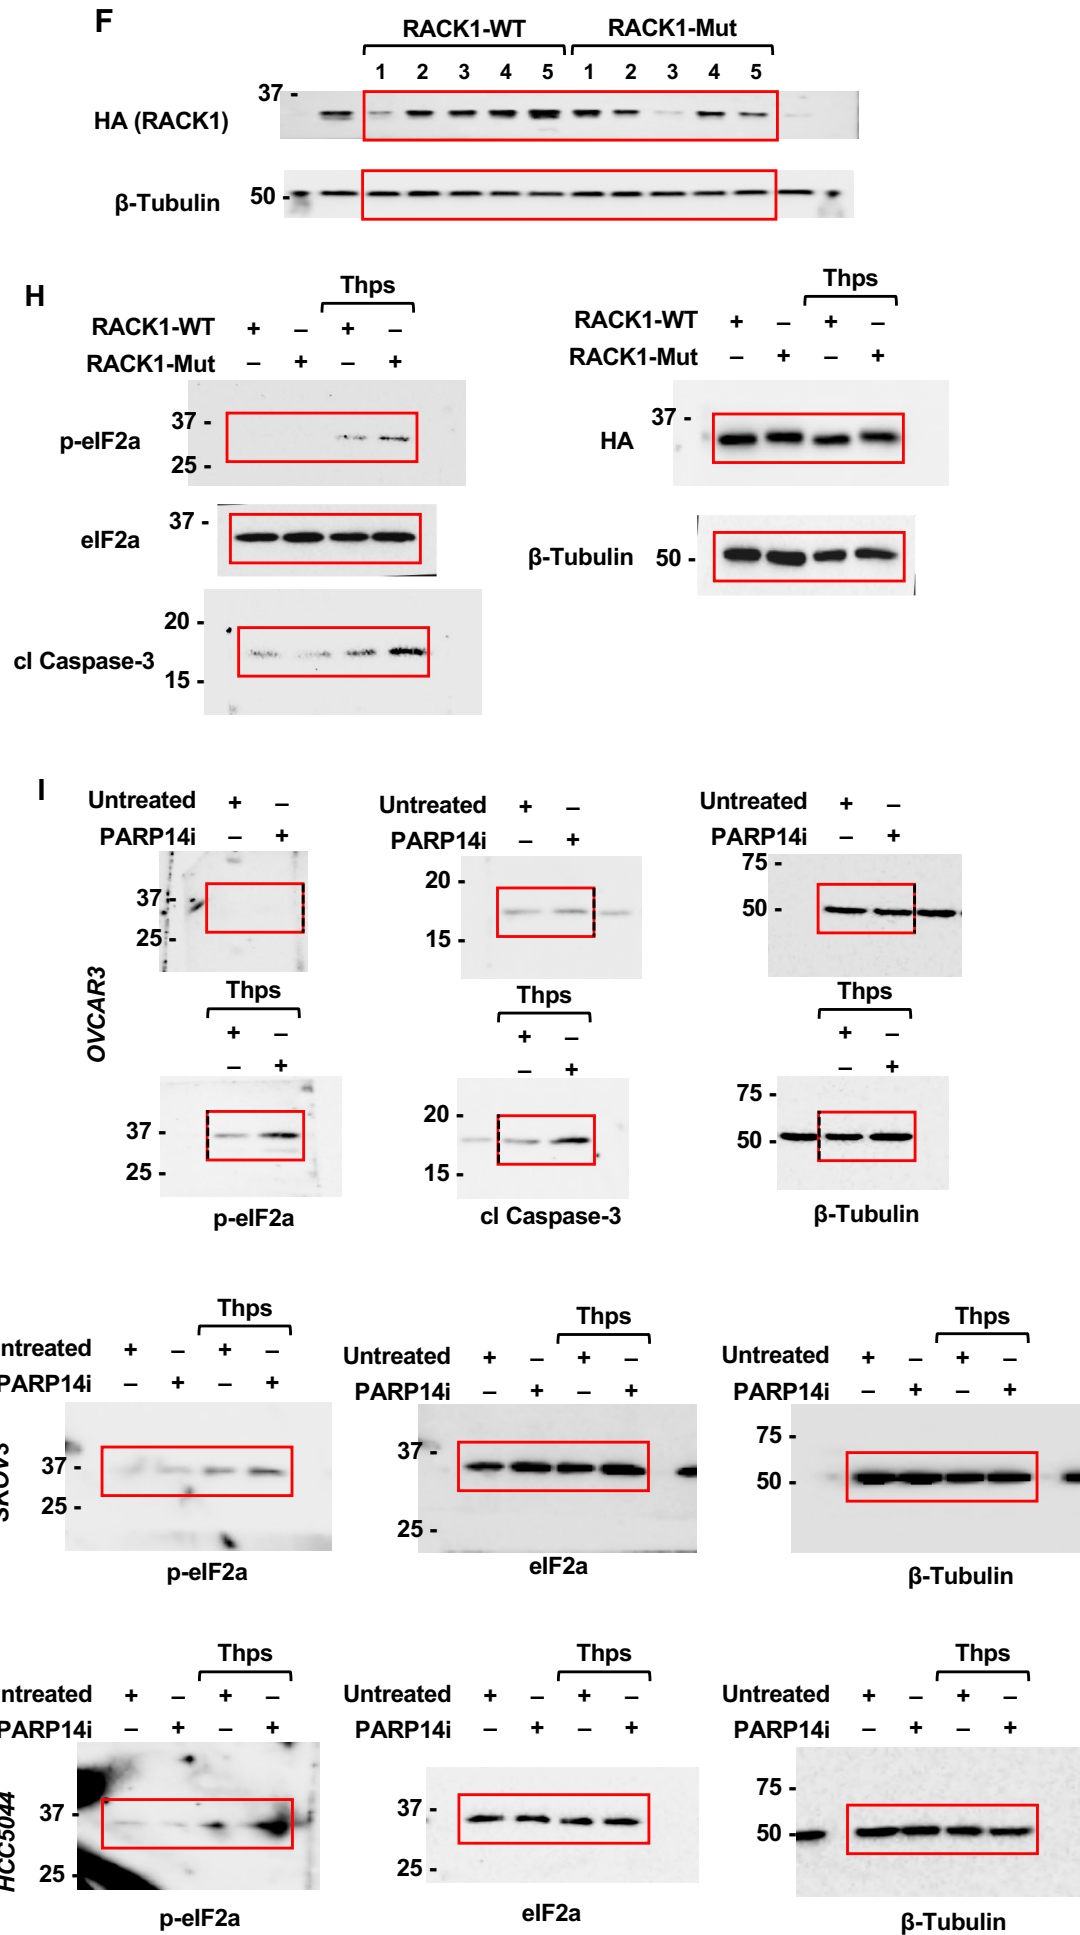 F
RACK1-WT RACK1-Mut
1 2 3 4 5 1 2 3 4 5
37 -
HA (RACK1)
50 -
β-Tubulin
H
Thps
RACK1-WT + – + –
RACK1-Mut – + – +
37 -
p-eIF2a
25 -
37 -
eIF2a
20 -
cl Caspase-3
15 -
Thps
RACK1-WT + – + –
RACK1-Mut – + – +
37 -
HA
β-Tubulin 50 -
I
Untreated + –
PARP14i – +
37 -
25 -
Untreated + –
PARP14i – +
20 -
15 -
Untreated + –
PARP14i – +
75 -
50 -
OVCAR3
Thps
+ –
– +
37 -
25 -
p-eIF2a
Thps
+ –
– +
20 -
15 -
cl Caspase-3
Thps
+ –
– +
75 -
50 -
β-Tubulin
Thps
ntreated + – + –
PARP14i – + – +
SKOV3
37 -
25 -
p-eIF2a
Thps
Untreated + – + –
PARP14i – + – +
37 -
25 -
eIF2a
Thps
Untreated + – + –
PARP14i – + – +
75 -
50 -
β-Tubulin
Thps
ntreated + – + –
PARP14i – + – +
HCC5044
37 -
25 -
p-eIF2a
Thps
Untreated + – + –
PARP14i – + – +
37 -
25 -
eIF2a
Thps
Untreated + – + –
PARP14i – + – +
75 -
50 -
β-Tubulin